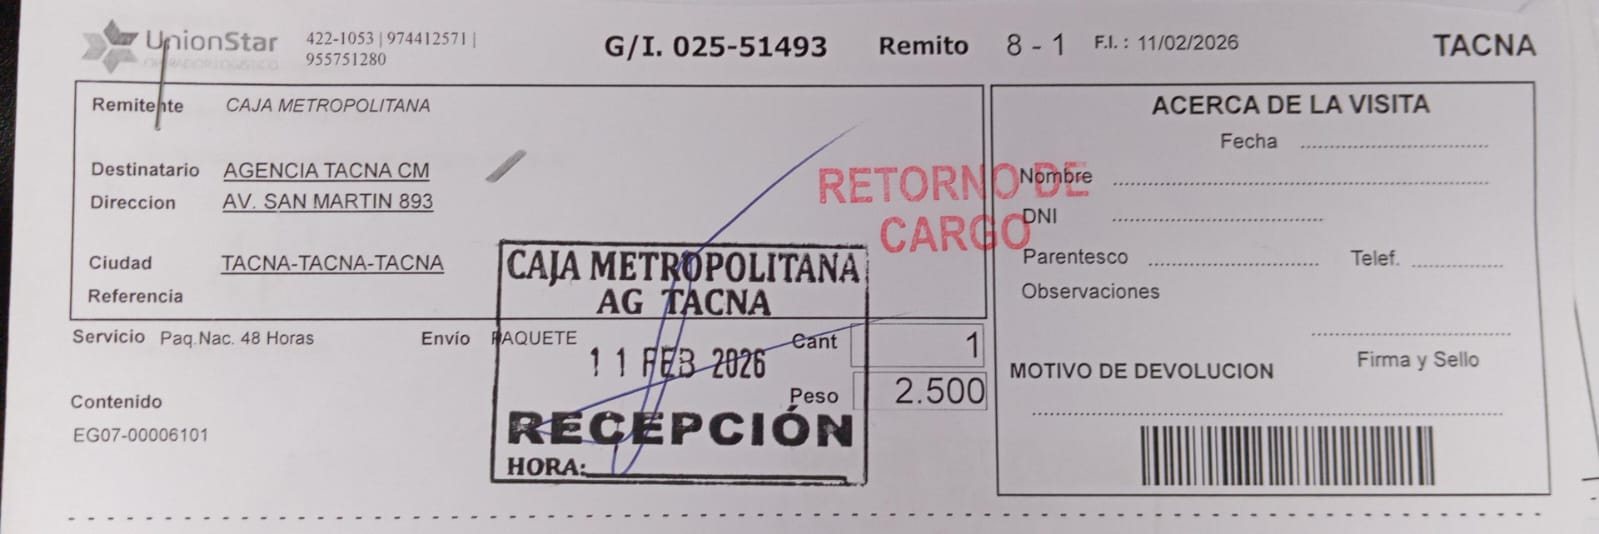 UnionStar
OPERADOR LOGISTICO
422-1053 | 974412571 |
955751280
G/I. 025-51493
Remito 8 - 1 F.I. : 11/02/2026
TACNA
Remitente CAJA METROPOLITANA
Destinatario AGENCIA TACNA CM
Direccion AV. SAN MARTIN 893
Ciudad TACNA-TACNA-TACNA
Referencia
Servicio Paq.Nac. 48 Horas Envío PAQUETE Cant 1
Peso 2.500
Contenido
EG07-00006101
RETORNO DE
CARGO
CAJA METROPOLITANA
AG TACNA
11 FEB 2026
RECEPCIÓN
HORA:
ACERCA DE LA VISITA
Fecha
Nombre
DNI
Parentesco Telef.
Observaciones
Firma y Sello
MOTIVO DE DEVOLUCION